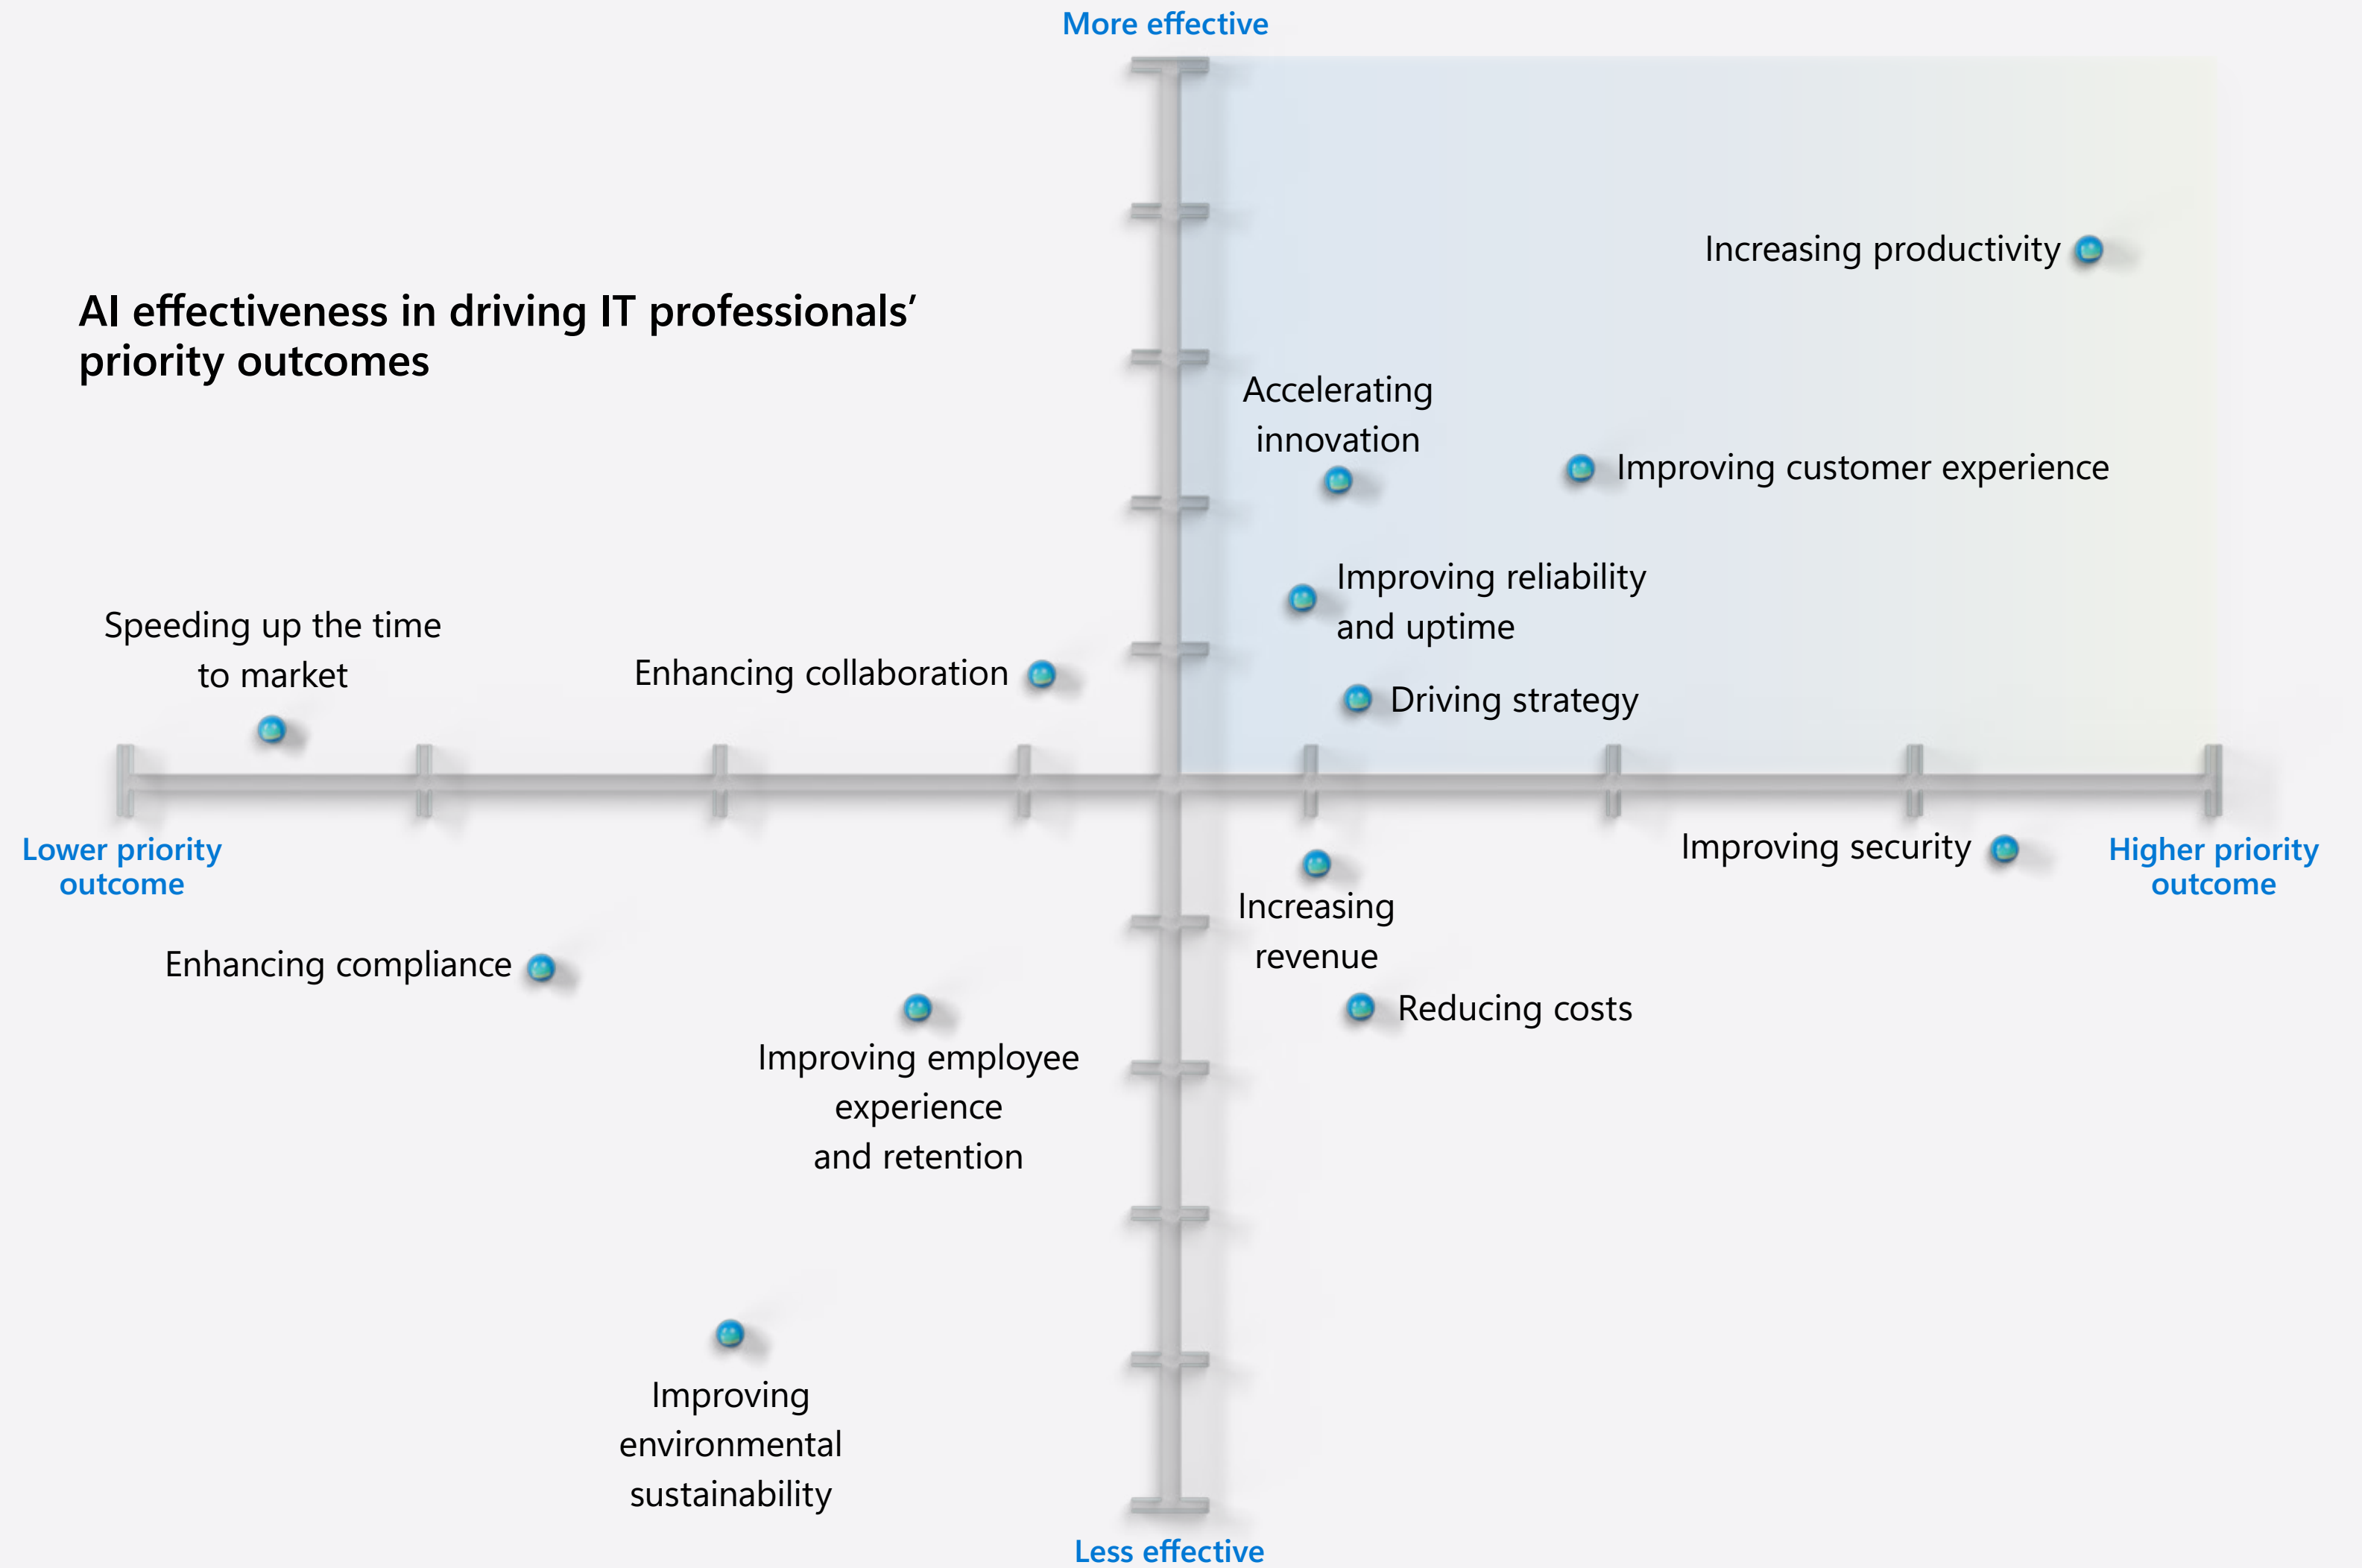 More effective
Increasing productivity
AI effectiveness in driving IT professionals’
priority outcomes
Accelerating
innovation
Improving customer experience
Improving reliability
and uptime
Speeding up the time
to market
Enhancing collaboration
Driving strategy
Lower priority
outcome
Improving security
Higher priority
outcome
Increasing
revenue
Enhancing compliance
Reducing costs
Improving employee
experience
and retention
Improving
environmental
sustainability
Less effective